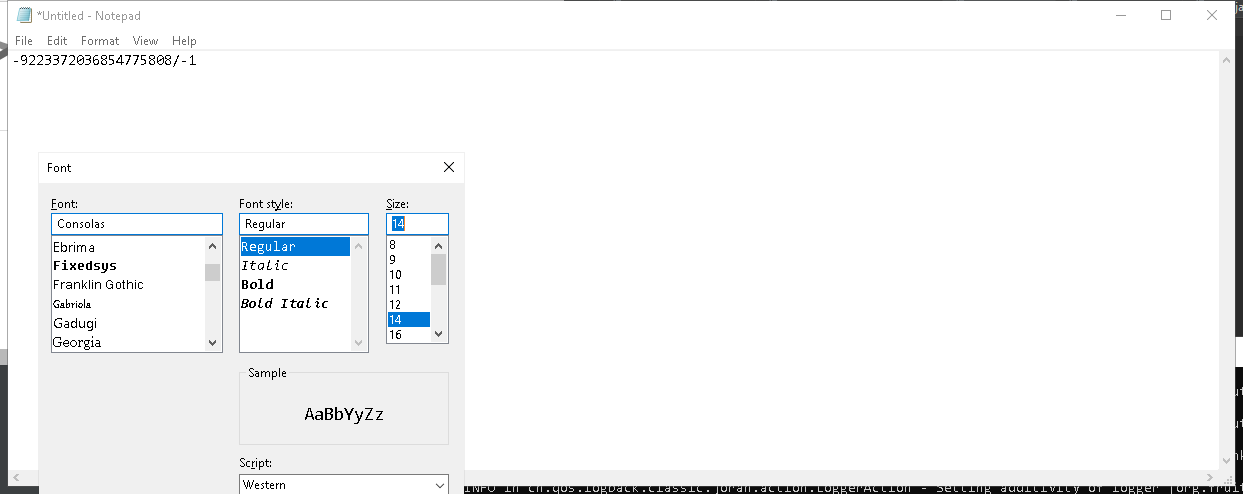 *Untitled - Notepad
File Edit Format View Help
-9223372036854775808/-1
Font
Font: Font style: Size:
Consolas Regular 14
Ebrima Regular 8
Fixedsys Italic 9
Franklin Gothic Bold 10
Gabriola Bold Italic 11
Gadugi 12
Georgia 14
16
Sample
AaBbYyZz
Script:
Western
INFO in ch.qos.logback.classic.joran.action.LoggerAction - Setting additivity of logger